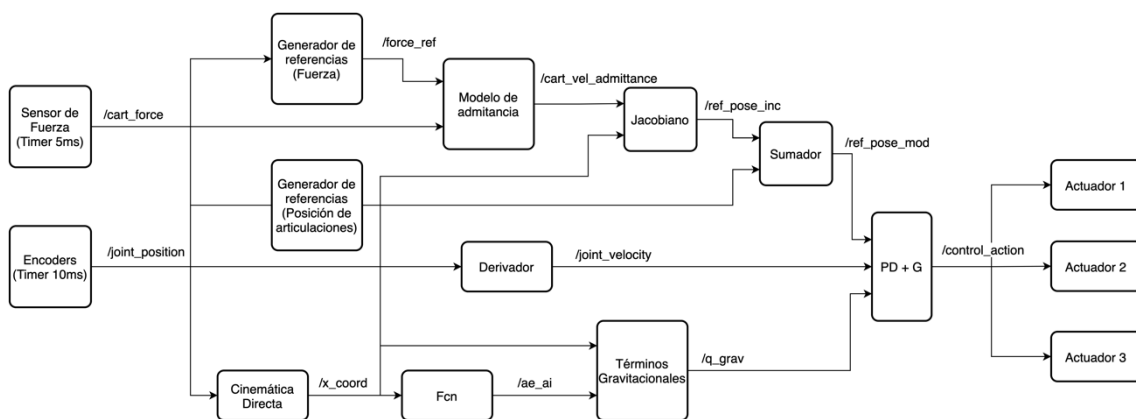 Generador de
referencias
(Fuerza)
/force_ref
Sensor de
Fuerza
(Timer 5ms)
/cart_force
Modelo de
admitancia
/cart_vel_admittance
Jacobiano
/ref_pose_inc
Sumador
/ref_pose_mod
Generador de
referencias
(Posición de
articulaciones)
Encoders
(Timer 10ms)
/joint_position
Derivador
/joint_velocity
PD + G
/control_action
Actuador 1
Actuador 2
Actuador 3
Cinemática
Directa
/x_coord
Fcn
/ae_ai
Términos
Gravitacionales
/q_grav